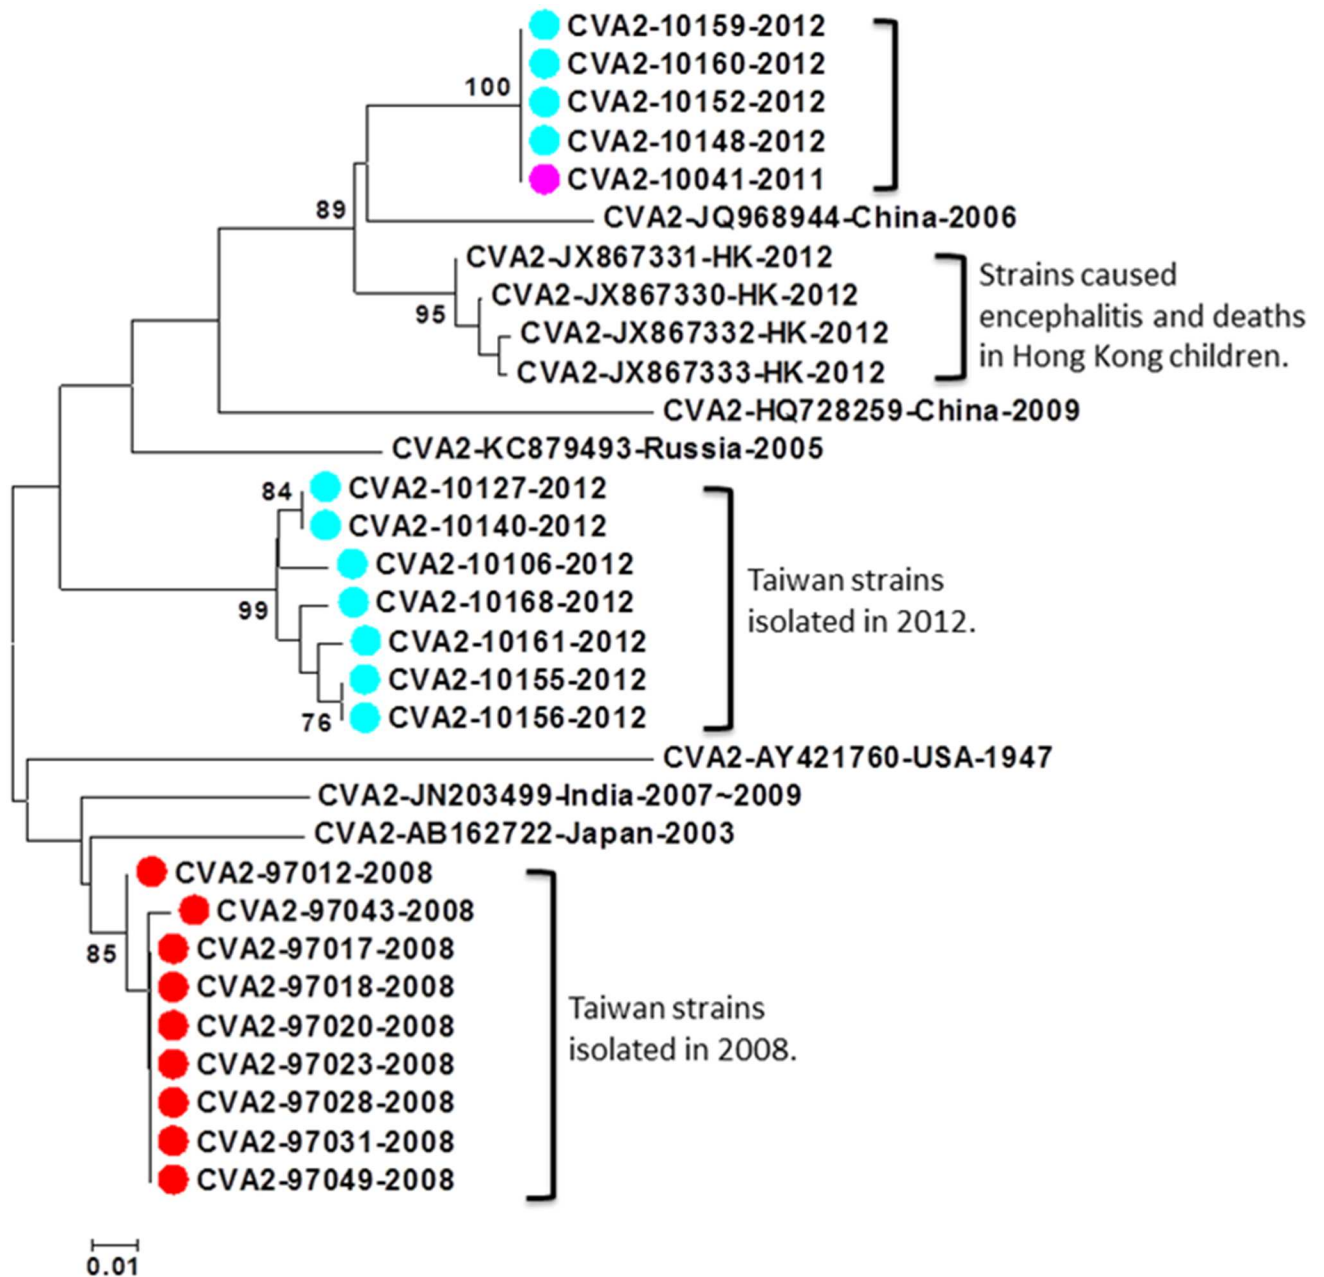 CVA2-10159-2012
CVA2-10160-2012
100
CVA2-10152-2012
CVA2-10148-2012
CVA2-10041-2011
89
CVA2-JQ968944-China-2006
CVA2-JX867331-HK-2012
CVA2-JX867330-HK-2012
95
CVA2-JX867332-HK-2012
CVA2-JX867333-HK-2012
Strains caused
encephalitis and deaths
in Hong Kong children.
CVA2-HQ728259-China-2009
CVA2-KC879493-Russia-2005
84
CVA2-10127-2012
CVA2-10140-2012
CVA2-10106-2012
99
CVA2-10168-2012
CVA2-10161-2012
CVA2-10155-2012
76
CVA2-10156-2012
Taiwan strains
isolated in 2012.
CVA2-AY421760-USA-1947
CVA2-JN203499-India-2007~2009
CVA2-AB162722-Japan-2003
CVA2-97012-2008
CVA2-97043-2008
85
CVA2-97017-2008
CVA2-97018-2008
CVA2-97020-2008
CVA2-97023-2008
CVA2-97028-2008
CVA2-97031-2008
CVA2-97049-2008
Taiwan strains
isolated in 2008.
0.01